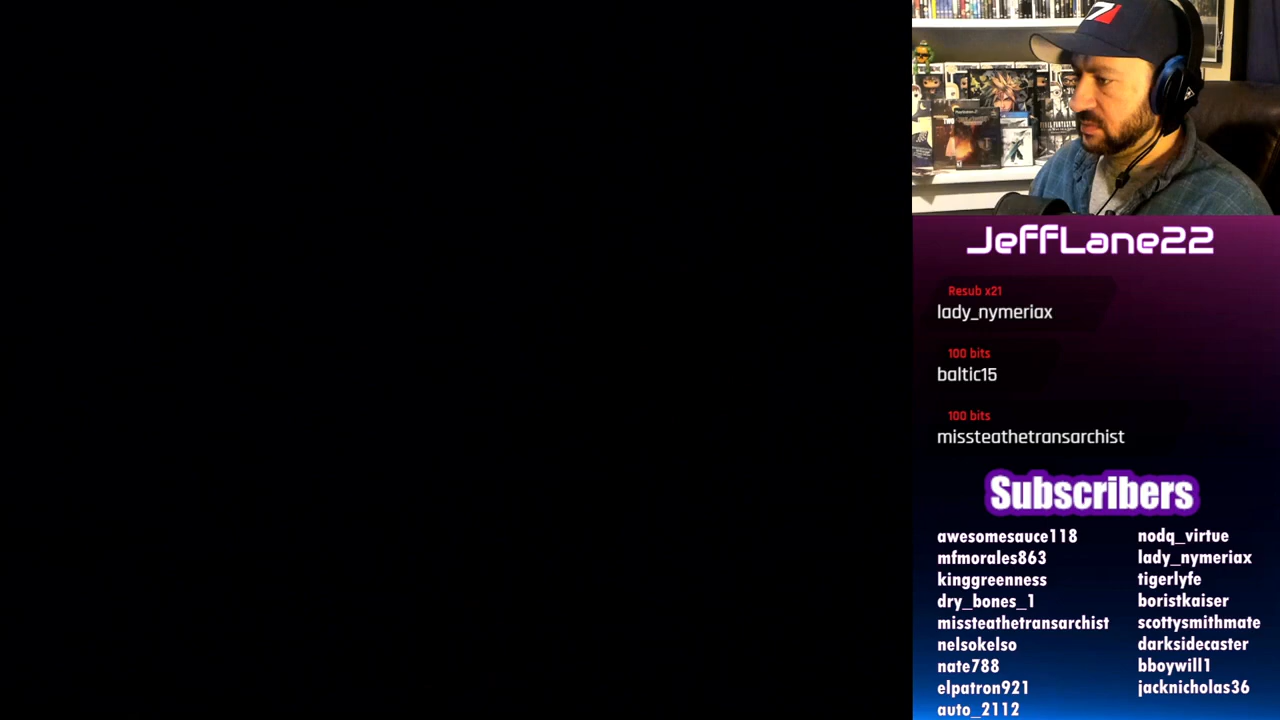 JeffLane22
Resub x21
lady_nymeriax
100 bits
baltic15
100 bits
missteathetransarchist
Subscribers
awesomesauce118
mfmorales863
kinggreenness
dry_bones_1
missteathetransarchist
nelsokelso
nate788
elpatron921
auto_2112
nodq_virtue
lady_nymeriax
tigerlyfe
boristkaiser
scottysmithmate
darksidecaster
bboywill1
jacknicholas36